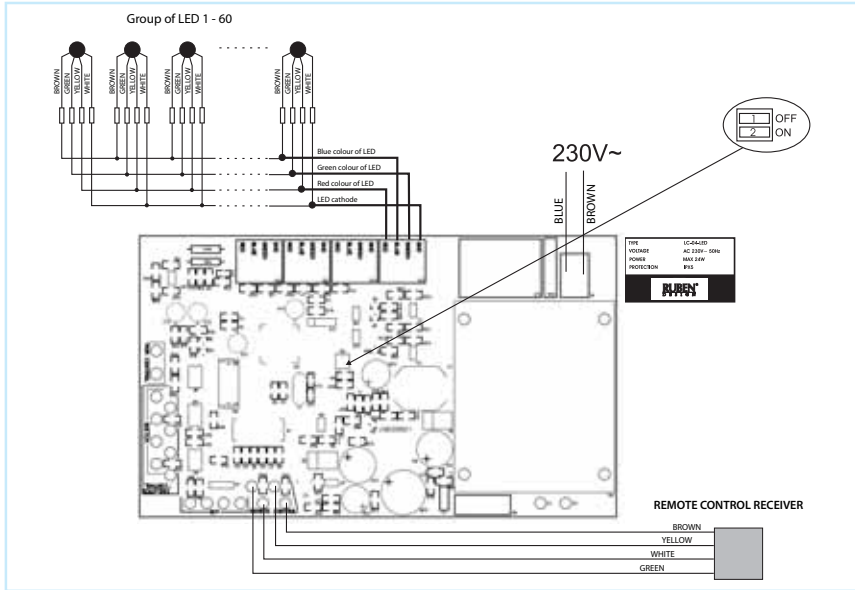 Group of LED 1 - 60
BROWN
GREEN
YELLOW
WHITE
BROWN
GREEN
YELLOW
WHITE
BROWN
GREEN
YELLOW
WHITE
BROWN
GREEN
YELLOW
WHITE
Blue colour of LED
Green colour of LED
Red colour of LED
LED cathode
230V~
BLUE
BROWN
1 OFF
2 ON
TYPE LC-04-LED
VOLTAGE AC 230V~ 50Hz
POWER MAX 24W
PROTECTION IP65
RUBEN®
DESIGN
REMOTE CONTROL RECEIVER
BROWN
YELLOW
WHITE
GREEN